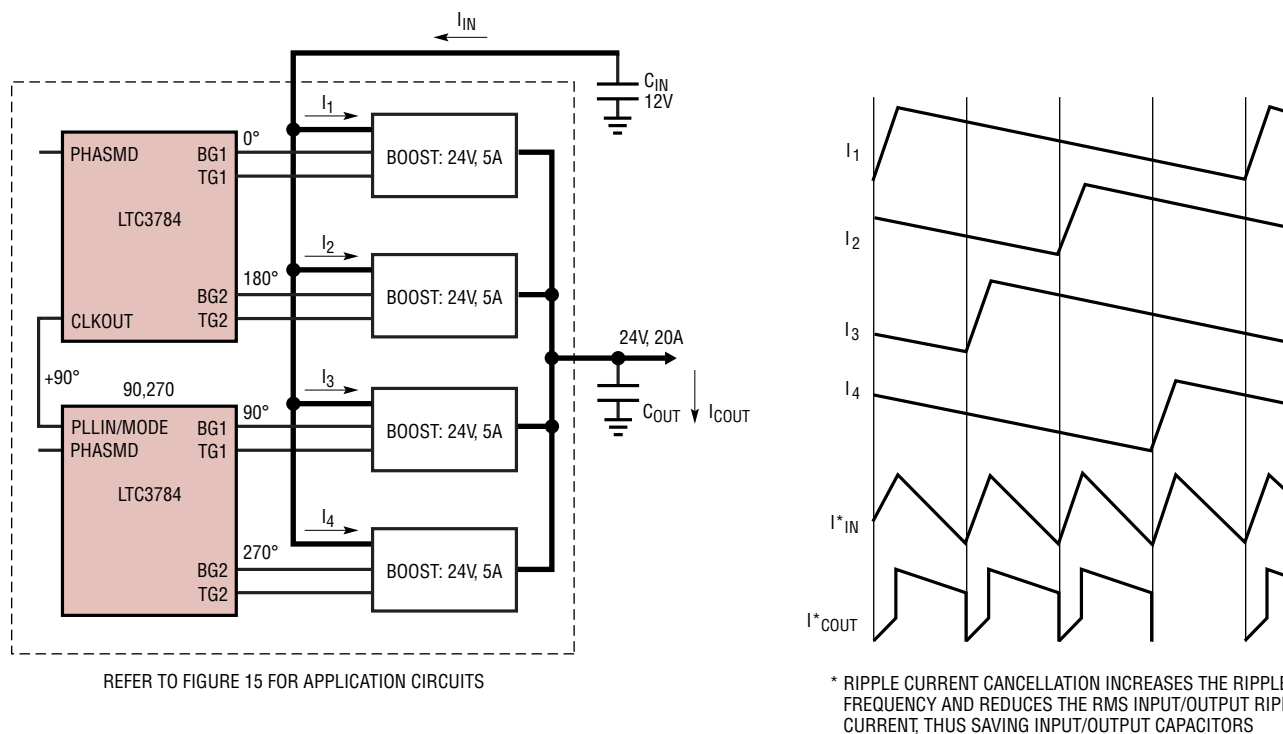 I_IN
C_IN
12V
I_1
0°
PHASMD BG1
TG1
BOOST: 24V, 5A
LTC3784
I_2
180°
BG2
CLKOUT TG2
BOOST: 24V, 5A
24V, 20A
+90°
90,270
I_3
90°
C_OUT I_COUT
PLLIN/MODE BG1
PHASMD TG1
BOOST: 24V, 5A
LTC3784
I_4
270°
BG2
TG2
BOOST: 24V, 5A
REFER TO FIGURE 15 FOR APPLICATION CIRCUITS
I_1
I_2
I_3
I_4
I*_IN
I*_COUT
* RIPPLE CURRENT CANCELLATION INCREASES THE RIPPLE
FREQUENCY AND REDUCES THE RMS INPUT/OUTPUT
CURRENT, THUS SAVING INPUT/OUTPUT CAPACITORS